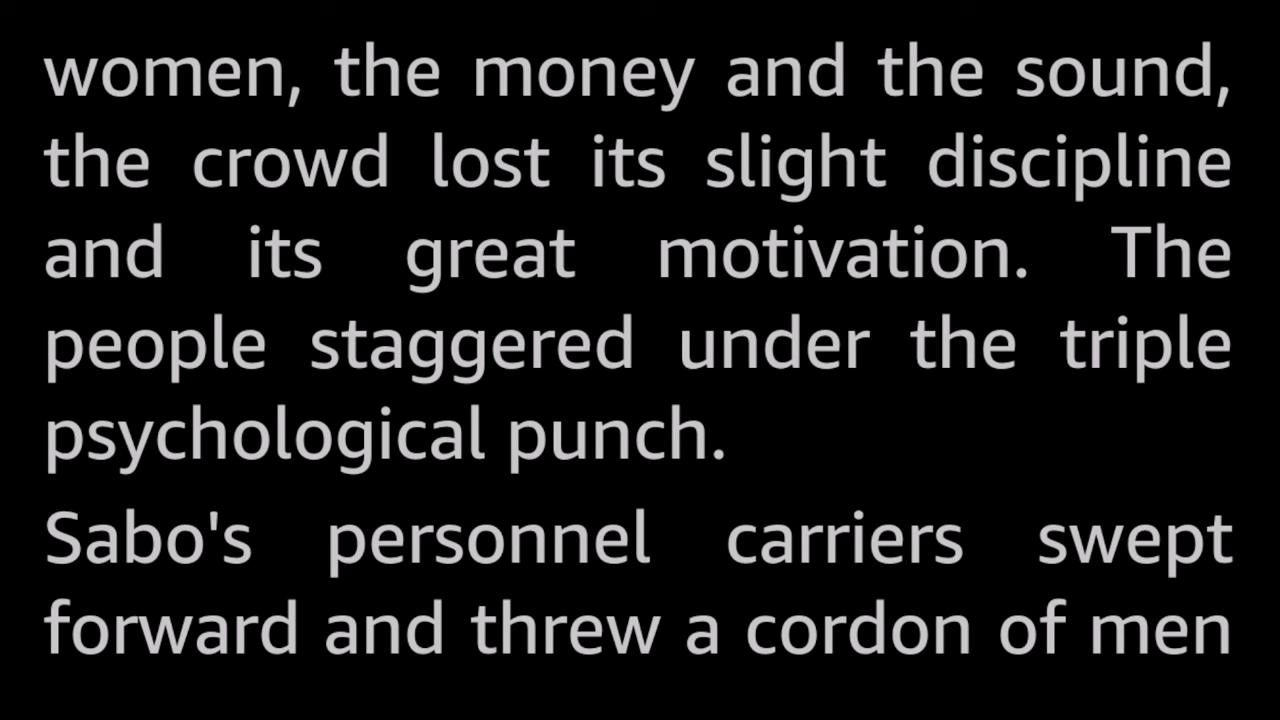 women, the money and the sound,
the crowd lost its slight discipline
and its great motivation. The
people staggered under the triple
psychological punch.
Sabo's personnel carriers swept
forward and threw a cordon of men